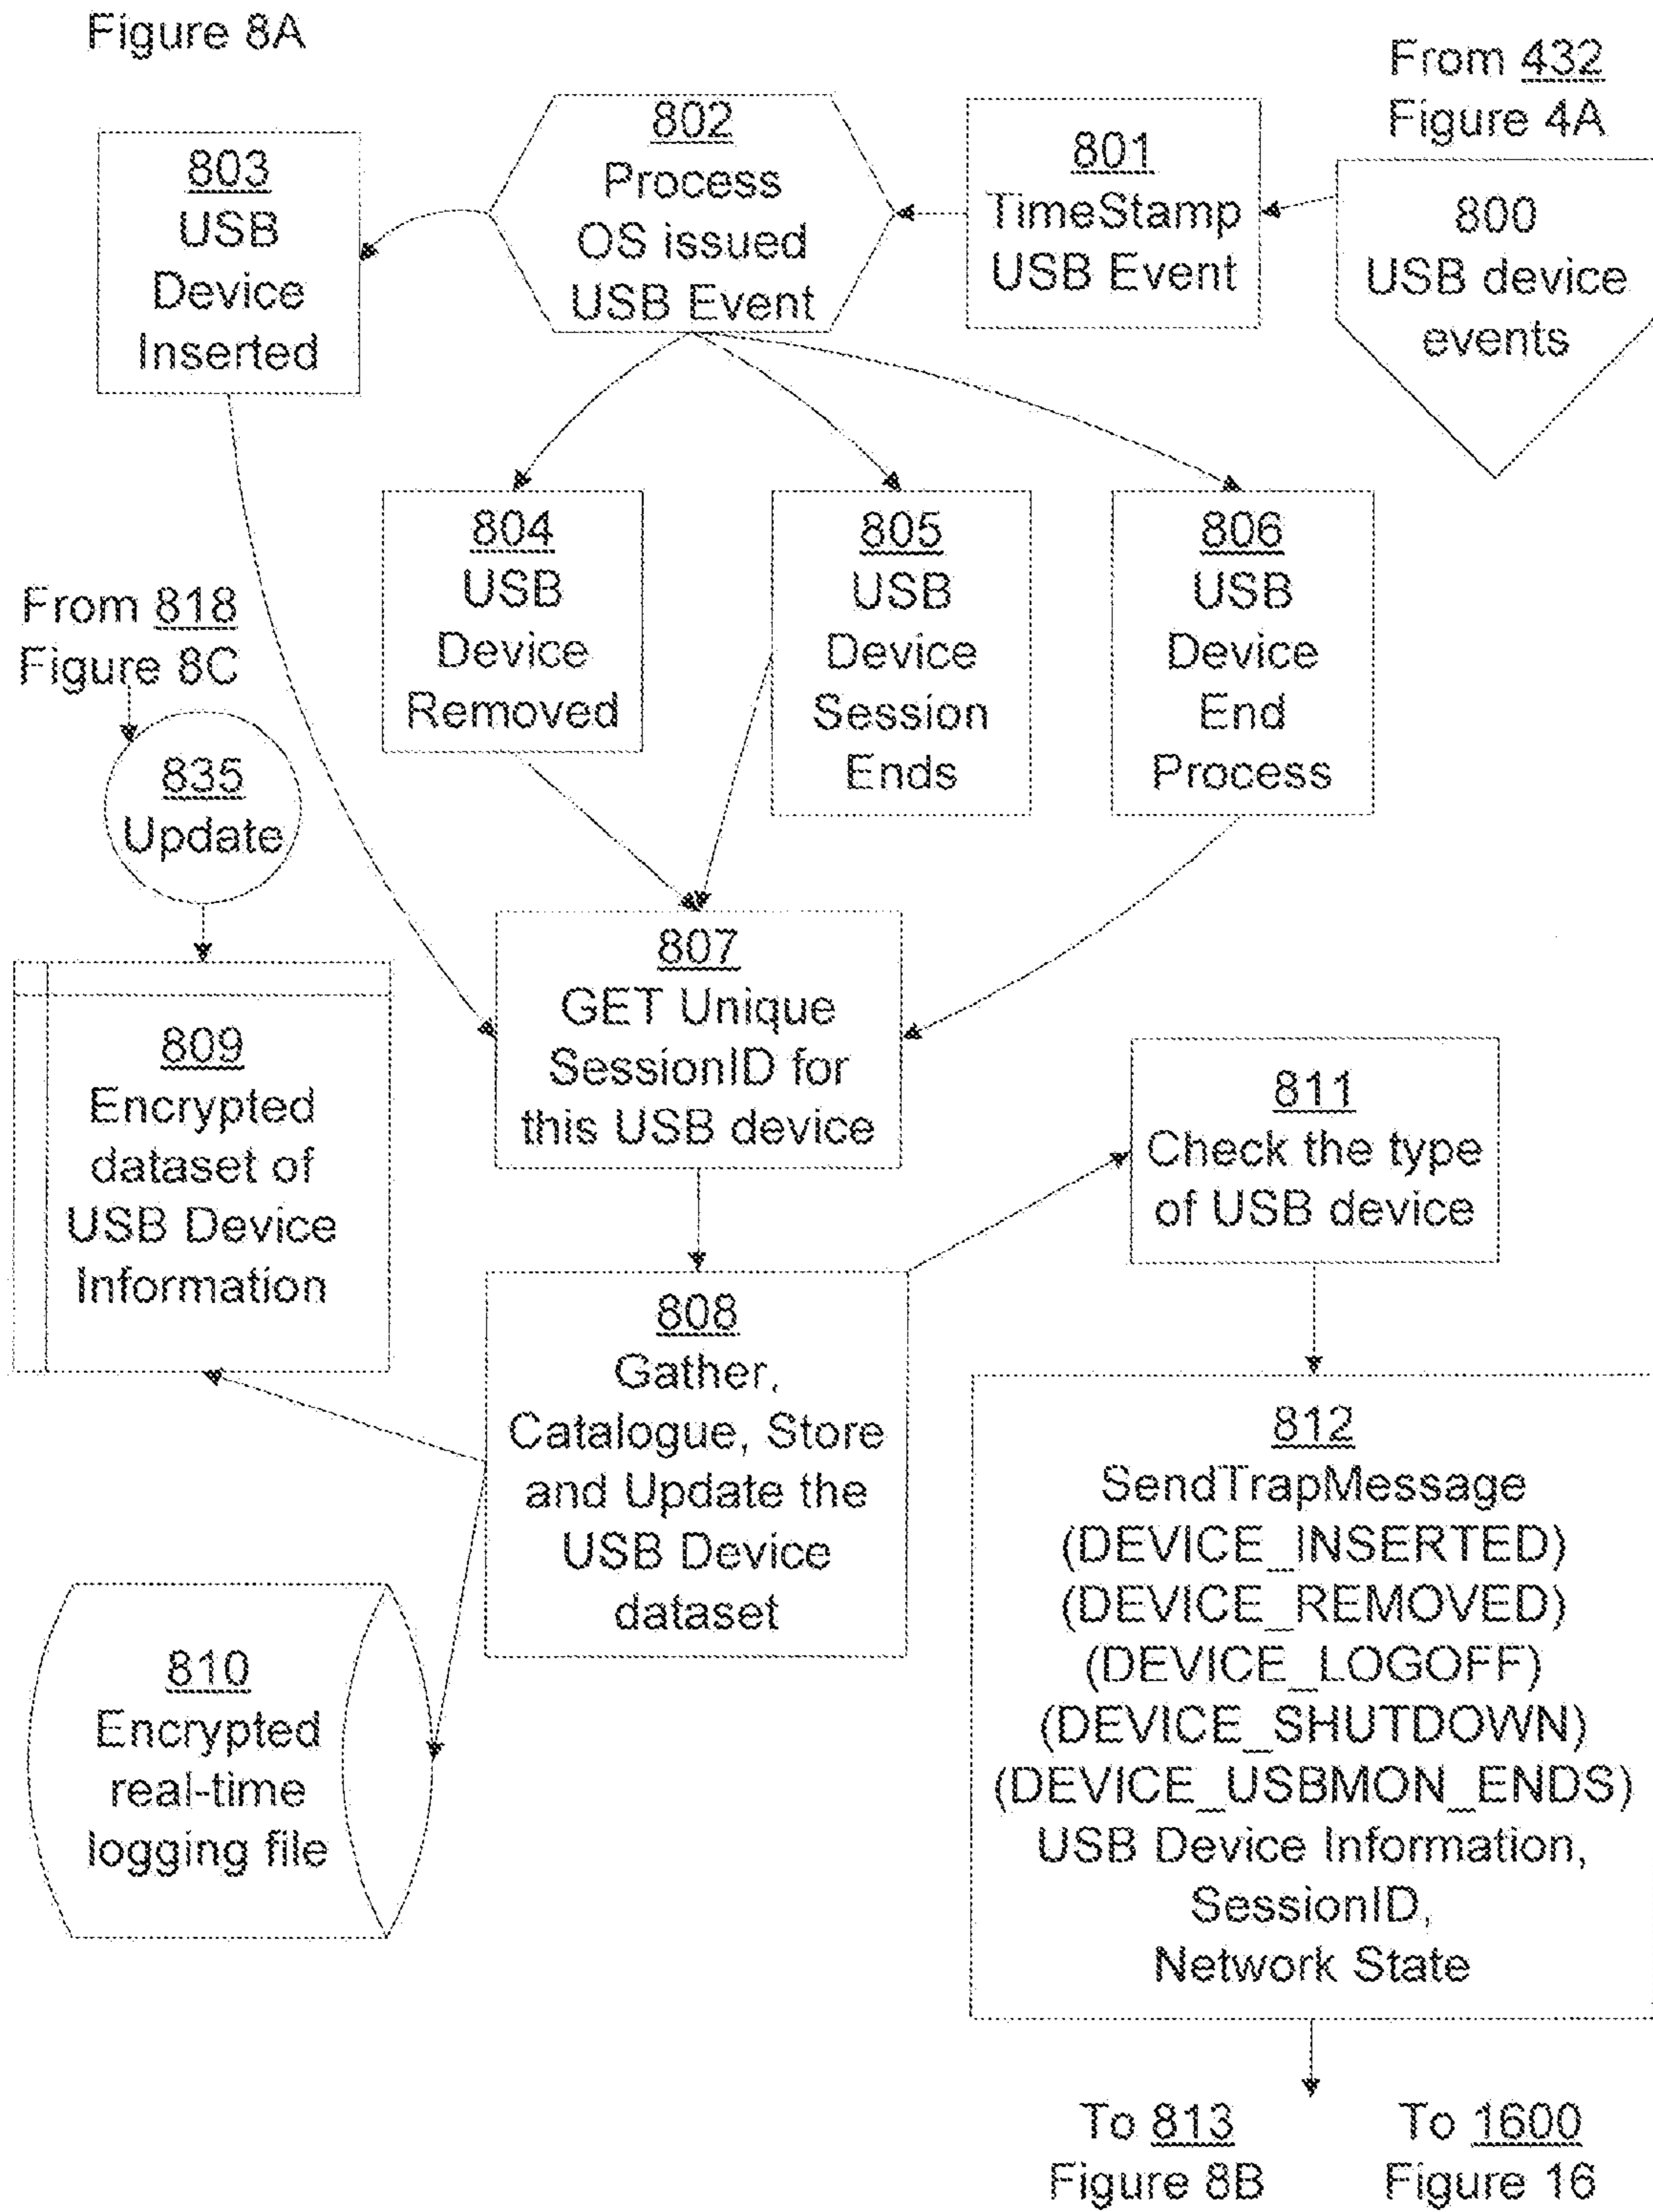 Figure 8A
From 432
Figure 4A
800
USB device
events
801
TimeStamp
USB Event
802
Process
OS issued
USB Event
803
USB
Device
Inserted
804
USB
Device
Removed
805
USB
Device
Session
Ends
806
USB
Device
End
Process
From 818
Figure 8C
835
Update
807
GET Unique
SessionID for
this USB device
809
Encrypted
dataset of
USB Device
Information
808
Gather,
Catalogue, Store
and Update the
USB Device
dataset
810
Encrypted
real-time
logging file
811
Check the type
of USB device
812
SendTrapMessage
(DEVICE_INSERTED)
(DEVICE_REMOVED)
(DEVICE_LOGOFF)
(DEVICE_SHUTDOWN)
(DEVICE_USBMON_ENDS)
USB Device Information,
SessionID,
Network State
To 813
Figure 8B
To 1600
Figure 16